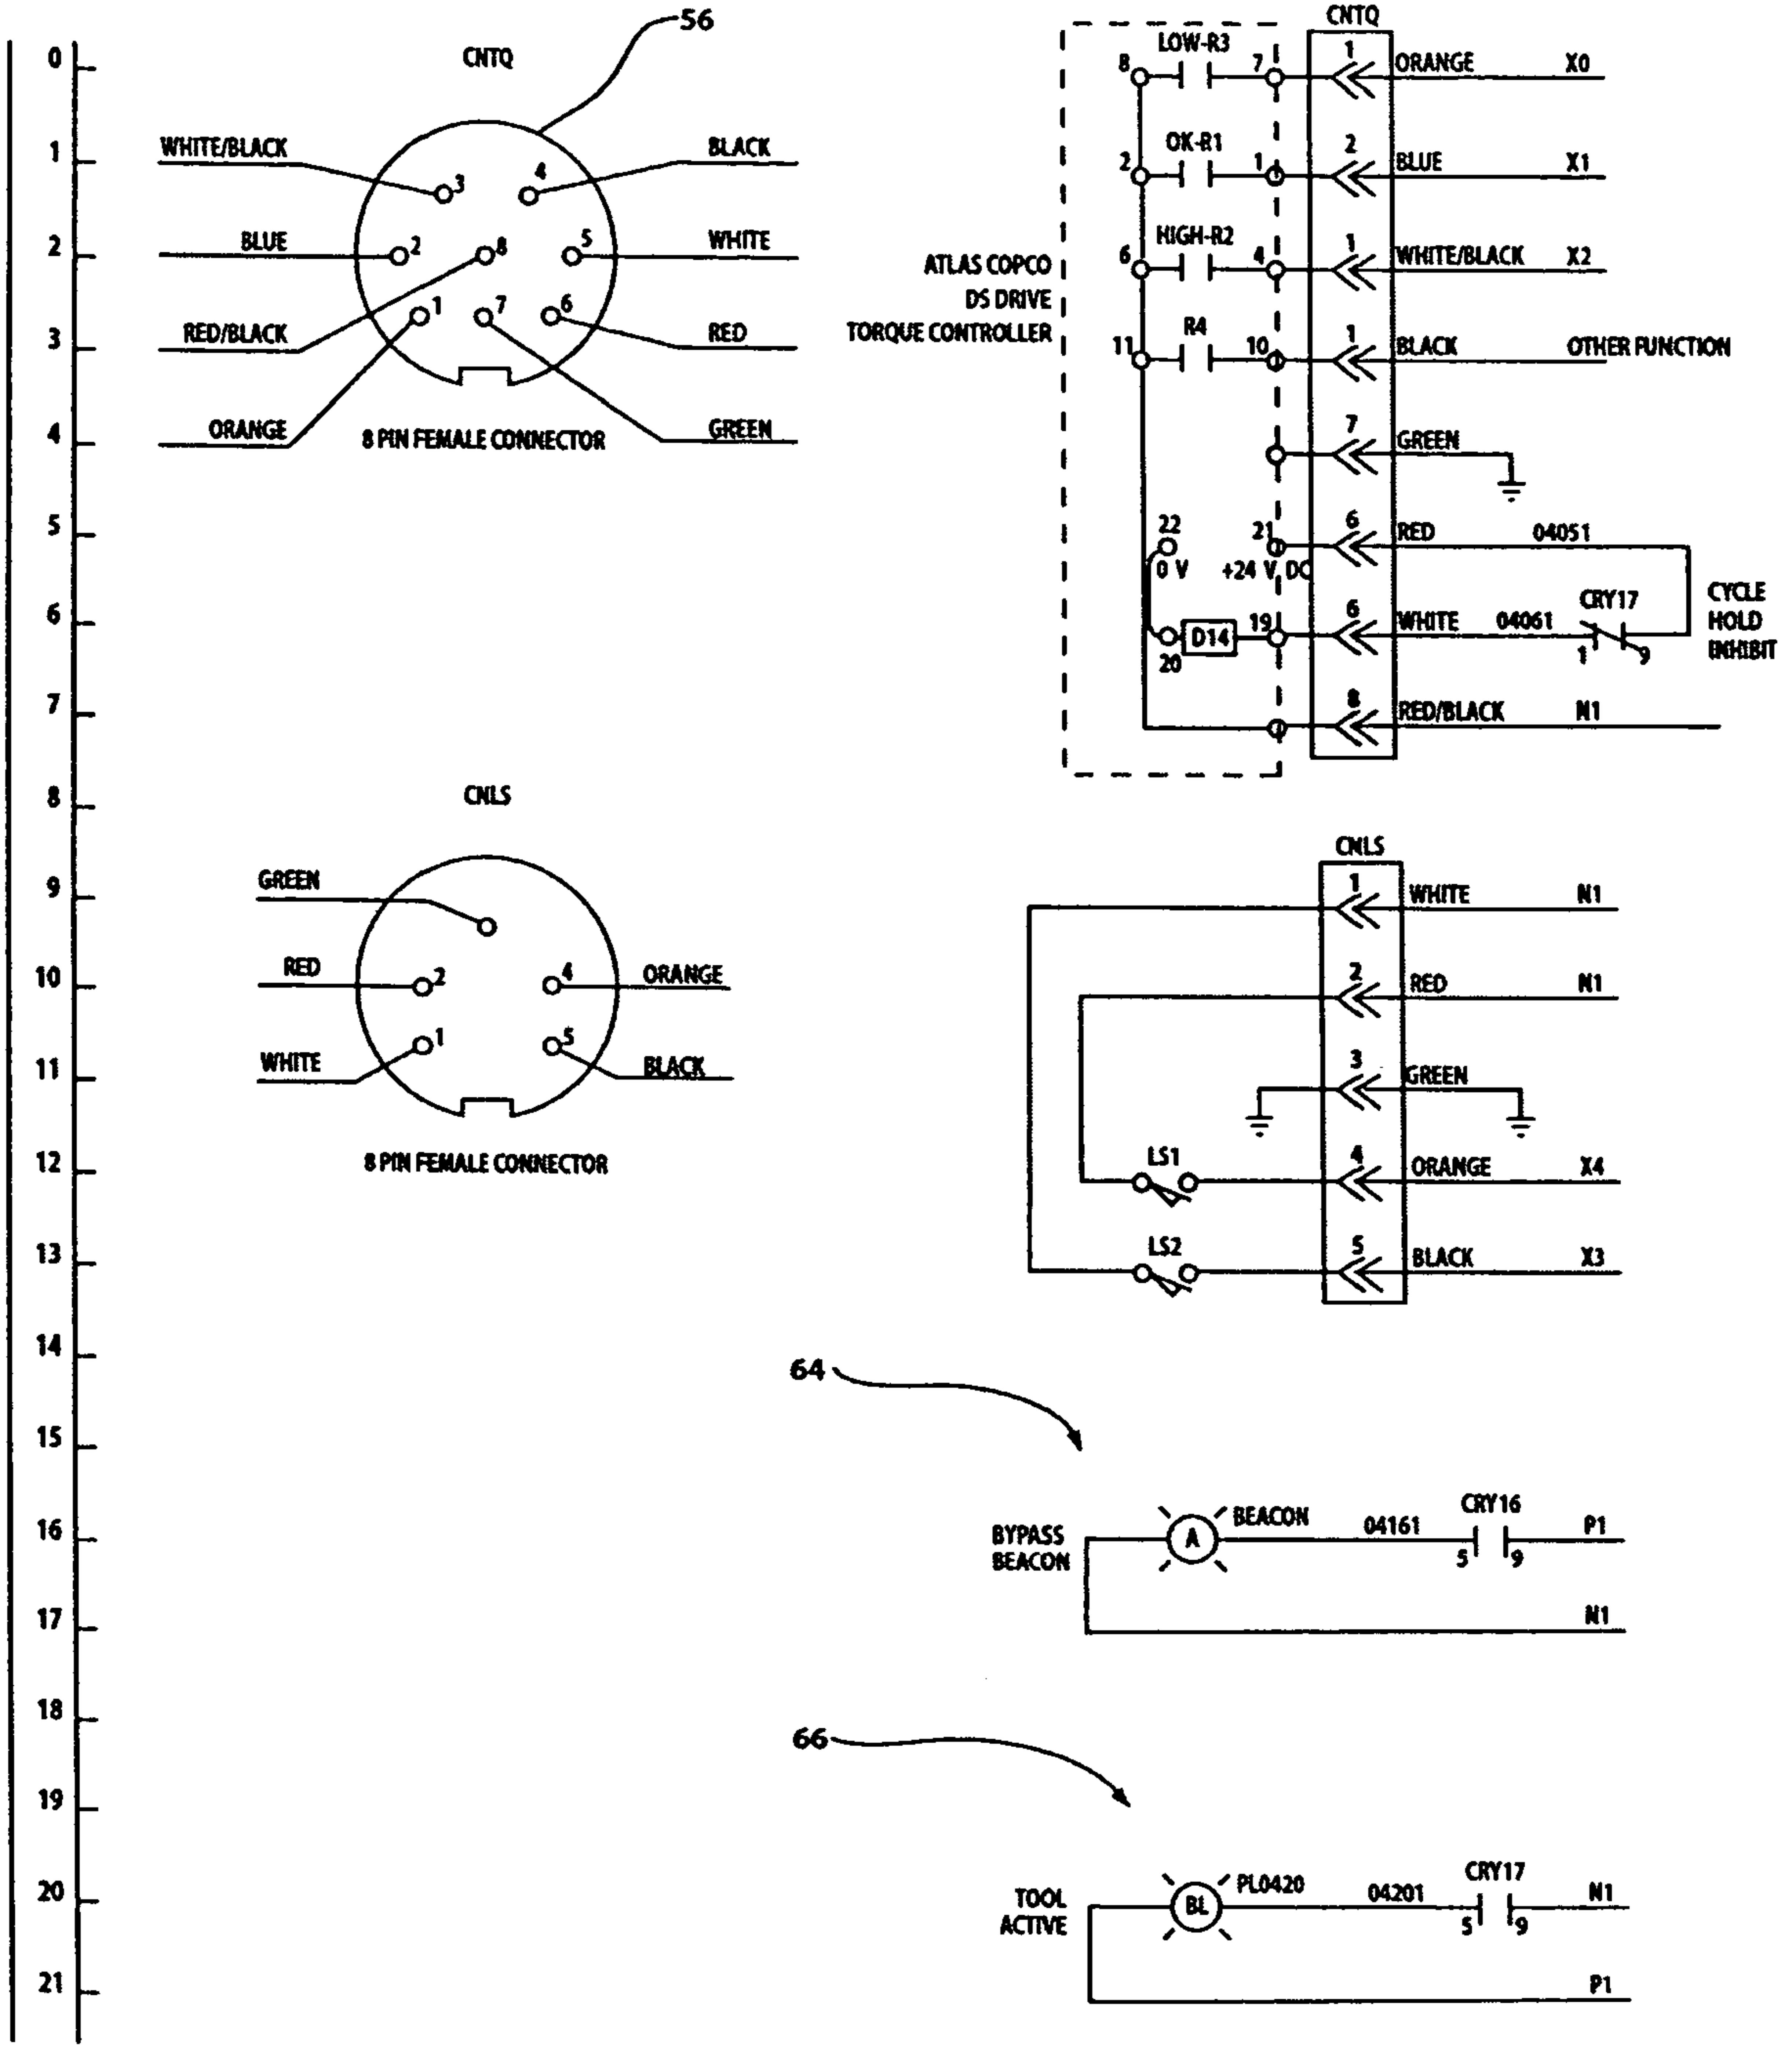 0
1
2
3
4
5
6
7
8
9
10
11
12
13
14
15
16
17
18
19
20
21
56
CNTQ
WHITE/BLACK
BLACK
3
4
BLUE
2
8
5
WHITE
RED/BLACK
1
7
6
RED
ORANGE
8 PIN FEMALE CONNECTOR
GREEN
CNTQ
LOW-R3
8
7
1
ORANGE
X0
OK-R1
2
1
2
BLUE
X1
HIGH-R2
6
4
1
WHITE/BLACK
X2
ATLAS COPCO
DS DRIVE
TORQUE CONTROLLER
R4
11
10
1
BLACK
OTHER FUNCTION
7
GREEN
22
21
6
RED
04051
0 V
+24 V DC
CRY17
CYCLE
HOLD
INHIBIT
D14
19
6
WHITE
04061
1
9
20
8
RED/BLACK
N1
CNLS
GREEN
RED
2
4
ORANGE
WHITE
1
5
BLACK
8 PIN FEMALE CONNECTOR
CNLS
1
WHITE
N1
2
RED
N1
3
GREEN
LS1
4
ORANGE
X4
LS2
5
BLACK
X3
64
BYPASS
BEACON
A
BEACON
04161
CRY16
5
9
P1
N1
66
TOOL
ACTIVE
BL
PL0420
04201
CRY17
5
9
N1
P1